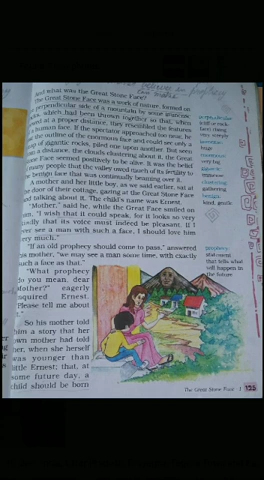 And what was the Great Stone Face?
The Great Stone Face was a work of nature, formed on
perpendicular side of a mountain by some immense
rocks, which had been thrown together so that, when
viewed at a proper distance, they resembled the features
a human face. If the spectator approached too near, he
the outline of the immense face and could see only a
of gigantic rocks, piled one upon another. But seen
a distance, the clouds clustering about it, the Great
Stone Face seemed positively to be alive. It was the belief
many people that the valley owed much of its fertility to
benign face that was continually beaming over it.
A mother and her little boy, as we said earlier, sat at
door of their cottage, gazing at the Great Stone Face
and talking about it. The child's name was Ernest.
"Mother," said he, while the Great Face smiled on
him, "I wish that it could speak, for it looks so very
kindly that its voice must indeed be pleasant. If I
ever see a man with such a face, I should love him
very much."
"If an old prophecy should come to pass," answered
his mother, "we may see a man some time, with exactly
such a face as that."
"What prophecy
do you mean, dear
Mother?" eagerly
enquired Ernest.
"Please tell me about
it."
So his mother told
him a story that her
own mother had told
her, when she herself
was younger than
little Ernest; that, at
some future day, a
child should be born
perpendicular
very steeply
immense
huge
gigantic
clustering
gathering
benign
kind, gentle
prophecy
statement
that tells what
will happen in
the future
The Great Stone Face - I 125